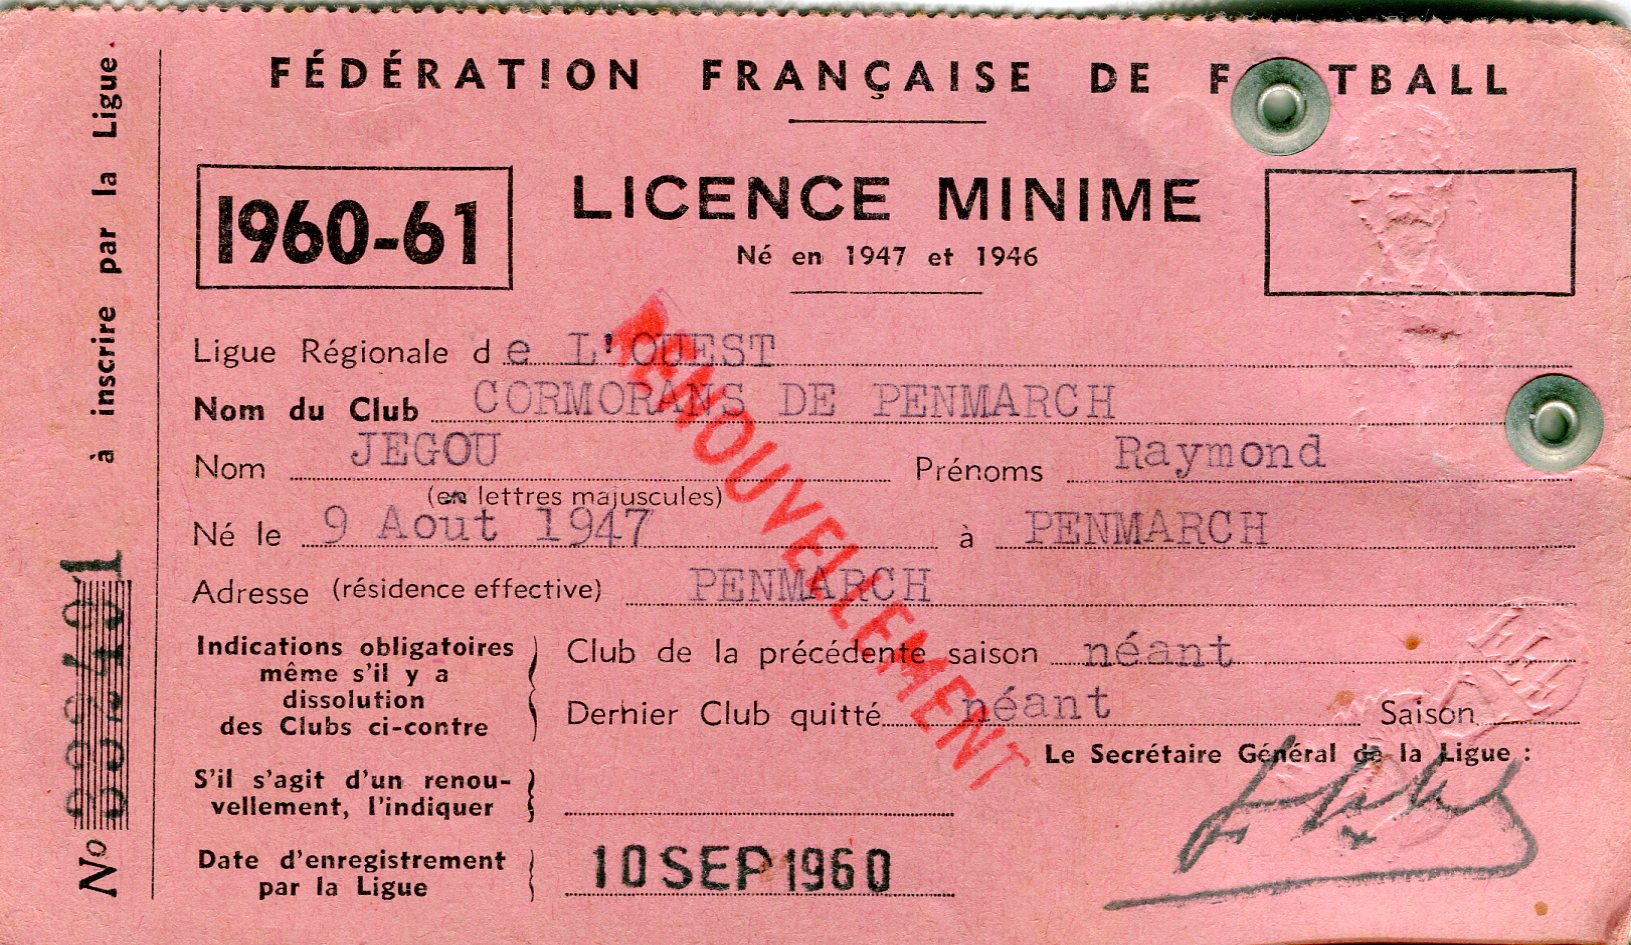 FÉDÉRATION FRANÇAISE DE F TBALL
1960-61
LICENCE MINIME
Né en 1947 et 1946
Ligue Régionale de L'OUEST
Nom du Club CORMORANS DE PENMARCH
Nom JEGOU Prénoms Raymond
(en lettres majuscules)
Né le 9 Aout 1947 à PENMARCH
Adresse (résidence effective) PENMARCH
Indications obligatoires
même s'il y a
dissolution
des Clubs ci-contre
Club de la précédente saison néant
Dernier Club quitté néant Saison
Le Secrétaire Général de la Ligue :
S'il s'agit d'un renou-
vellement, l'indiquer
Date d'enregistrement
par la Ligue
10 SEP 1960
RENOUVELLEMENT
No
à inscrire par la Ligue.